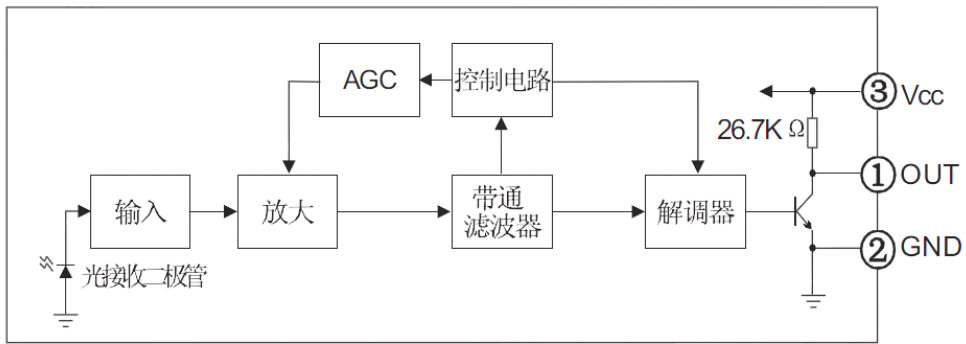 AGC
控制电路
③ Vcc
26.7K Ω
① OUT
输入
放大
带通
滤波器
解调器
② GND
光接收二极管